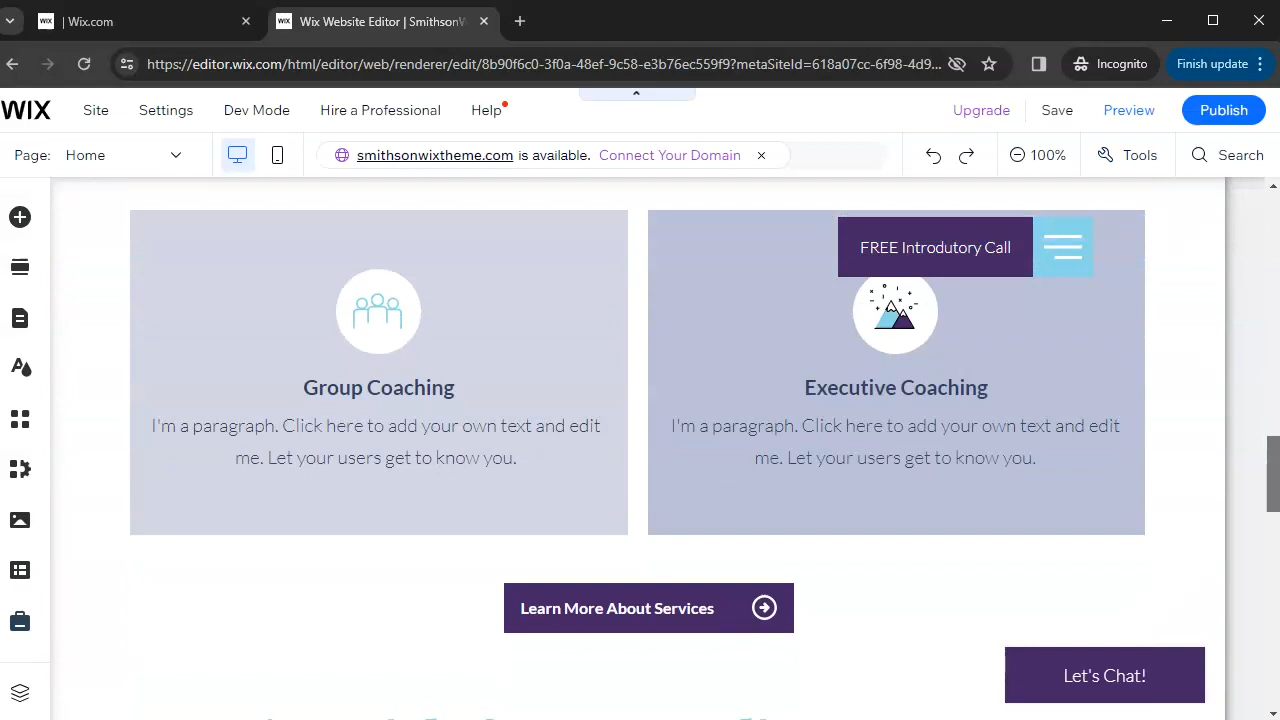 WIX | Wix.com
WIX Wix Website Editor | SmithsonW
https://editor.wix.com/html/editor/web/renderer/edit/8b90f6c0-3f0a-48ef-9c58-e3b76ec559f9?metaSiteId=618a07cc-6f98-4d9...
Incognito
Finish update
WIX
Site
Settings
Dev Mode
Hire a Professional
Help
Upgrade
Save
Preview
Publish
Page: Home
smithsonwixtheme.com is available. Connect Your Domain
100%
Tools
Search
FREE Introdutory Call
Group Coaching
I'm a paragraph. Click here to add your own text and edit
me. Let your users get to know you.
Executive Coaching
I'm a paragraph. Click here to add your own text and edit
me. Let your users get to know you.
Learn More About Services
Let's Chat!